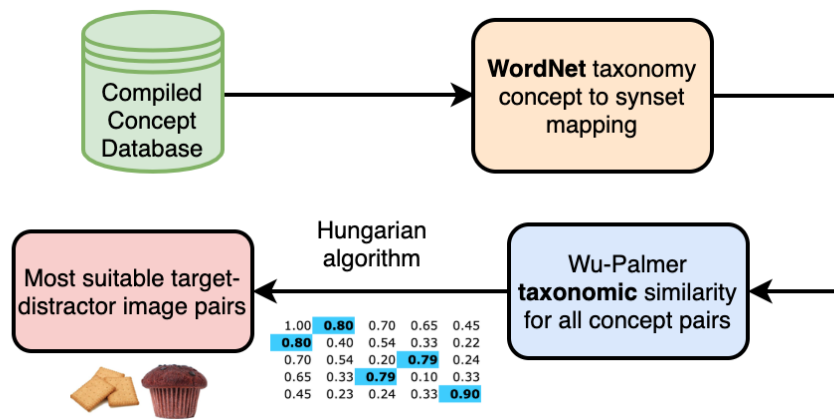 Compiled
Concept
Database
WordNet taxonomy
concept to synset
mapping
Wu-Palmer
taxonomic similarity
for all concept pairs
Hungarian
algorithm
Most suitable target-
distractor image pairs
1.00 0.80 0.70 0.65 0.45
0.80 0.40 0.54 0.33 0.22
0.70 0.54 0.20 0.79 0.24
0.65 0.33 0.79 0.10 0.33
0.45 0.23 0.24 0.33 0.90